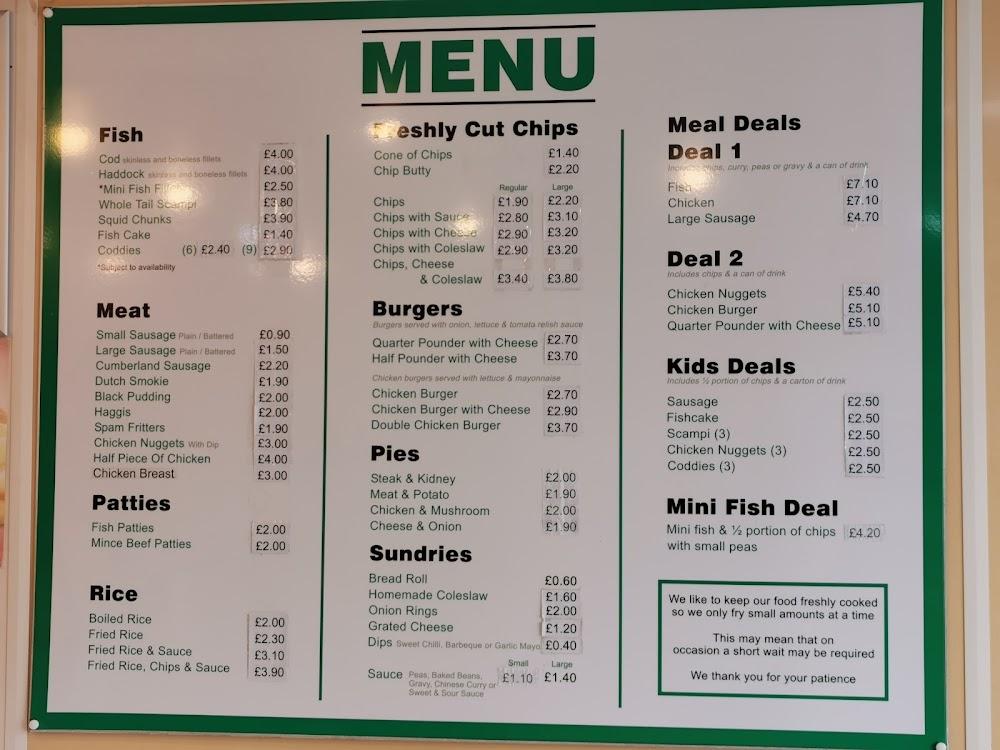 MENU
Fish
Cod skinless and boneless fillets £4.00
Haddock skinless and boneless fillets £4.00
*Mini Fish £2.50
Whole Tail Scampi £3.80
Squid Chunks £3.90
Fish Cake £1.40
Coddies (6) £2.40 (9) £2.90
*Subject to availability
Meat
Small Sausage Plain / Battered £0.90
Large Sausage Plain / Battered £1.50
Cumberland Sausage £2.20
Dutch Smokie £1.90
Black Pudding £2.00
Haggis £2.00
Spam Fritters £1.90
Chicken Nuggets With Dip £3.00
Half Piece Of Chicken £4.00
Chicken Breast £3.00
Patties
Fish Patties £2.00
Mince Beef Patties £2.00
Rice
Boiled Rice £2.00
Fried Rice £2.30
Fried Rice & Sauce £3.10
Fried Rice, Chips & Sauce £3.90
Freshly Cut Chips
Cone of Chips £1.40
Chip Butty £2.20
Regular Large
Chips £1.90 £2.20
Chips with Sauce £2.80 £3.10
Chips with Cheese £2.90 £3.20
Chips with Coleslaw £2.90 £3.20
Chips, Cheese
& Coleslaw £3.40 £3.80
Burgers
Burgers served with onion, lettuce & tomata relish sauce
Quarter Pounder with Cheese £2.70
Half Pounder with Cheese £3.70
Chicken burgers served with lettuce & mayonnaise
Chicken Burger £2.70
Chicken Burger with Cheese £2.90
Double Chicken Burger £3.70
Pies
Steak & Kidney £2.00
Meat & Potato £1.90
Chicken & Mushroom £2.00
Cheese & Onion £1.90
Sundries
Bread Roll £0.60
Homemade Coleslaw £1.60
Onion Rings £2.00
Grated Cheese £1.20
Dips Sweet Chilli, Barbeque or Garlic Mayo £0.40
Small Large
Sauce Peas, Baked Beans, £1.10 £1.40
Gravy, Chinese Curry or
Sweet & Sour Sauce
Meal Deals
Deal 1
Includes chips, curry, peas or gravy & a can of drink
Fish £7.10
Chicken £7.10
Large Sausage £4.70
Deal 2
Includes chips & a can of drink
Chicken Nuggets £5.40
Chicken Burger £5.10
Quarter Pounder with Cheese £5.10
Kids Deals
Includes ½ portion of chips & a carton of drink
Sausage £2.50
Fishcake £2.50
Scampi (3) £2.50
Chicken Nuggets (3) £2.50
Coddies (3) £2.50
Mini Fish Deal
Mini fish & ½ portion of chips £4.20
with small peas
We like to keep our food freshly cooked
so we only fry small amounts at a time
This may mean that on
occasion a short wait may be required
We thank you for your patience